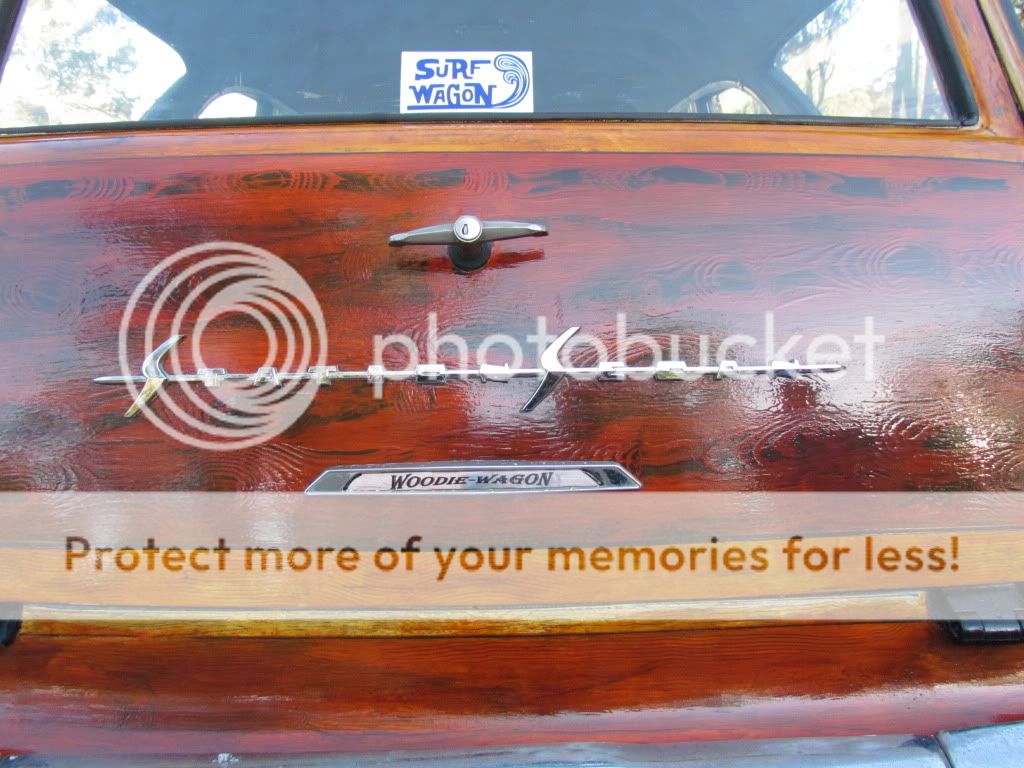 SURF
WAGON
photobucket
WOODIE-WAGON
Protect more of your memories for less!